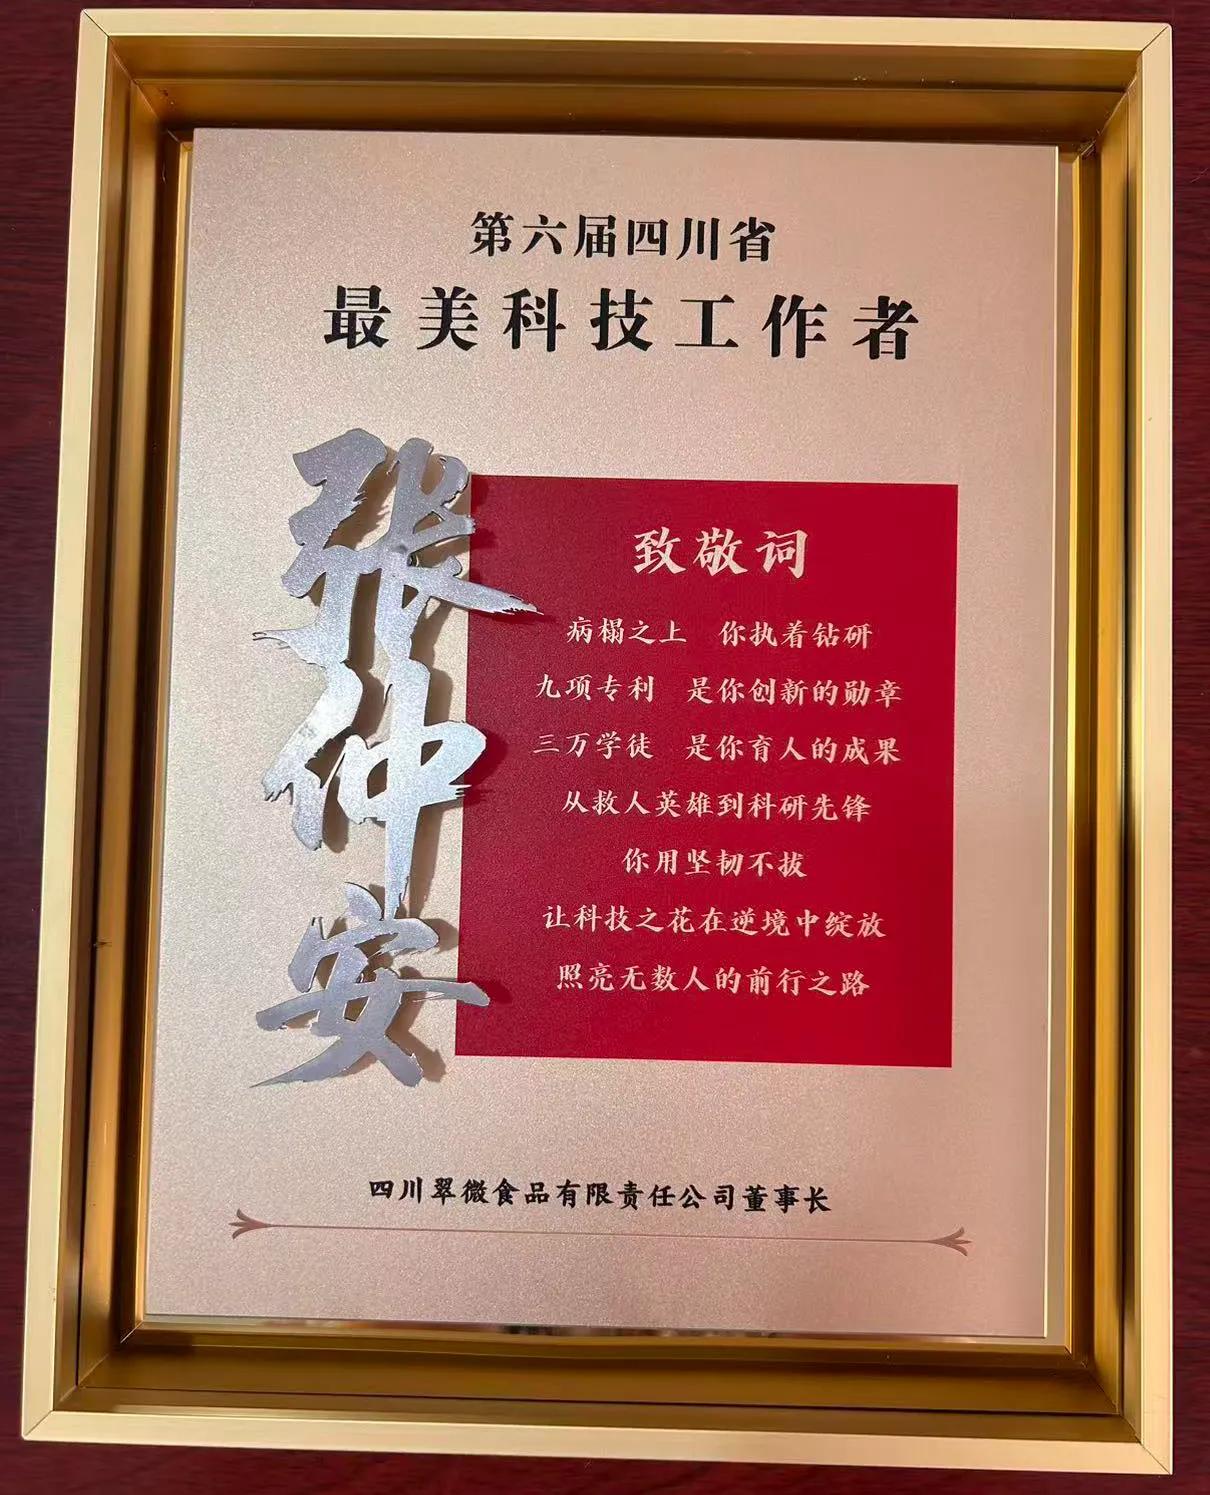 第六届四川省
最美科技工作者
张仲安
致敬词
病榻之上 你执着钻研
九项专利 是你创新的勋章
三万学徒 是你育人的成果
从救人英雄到科研先锋
你用坚韧不拔
让科技之花在逆境中绽放
照亮无数人的前行之路
四川翠微食品有限责任公司董事长